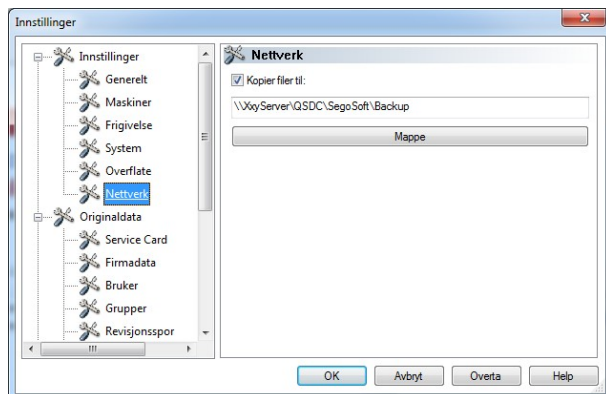 Innstillinger
Innstillinger
Generelt
Maskiner
Frigivelse
System
Overflate
Nettverk
Originaldata
Service Card
Firmadata
Bruker
Grupper
Revisjonsspor
Nettverk
Kopier filer til:
\\XxyServer\QSDC\SegoSoft\Backup
Mappe
OK
Avbryt
Overta
Help